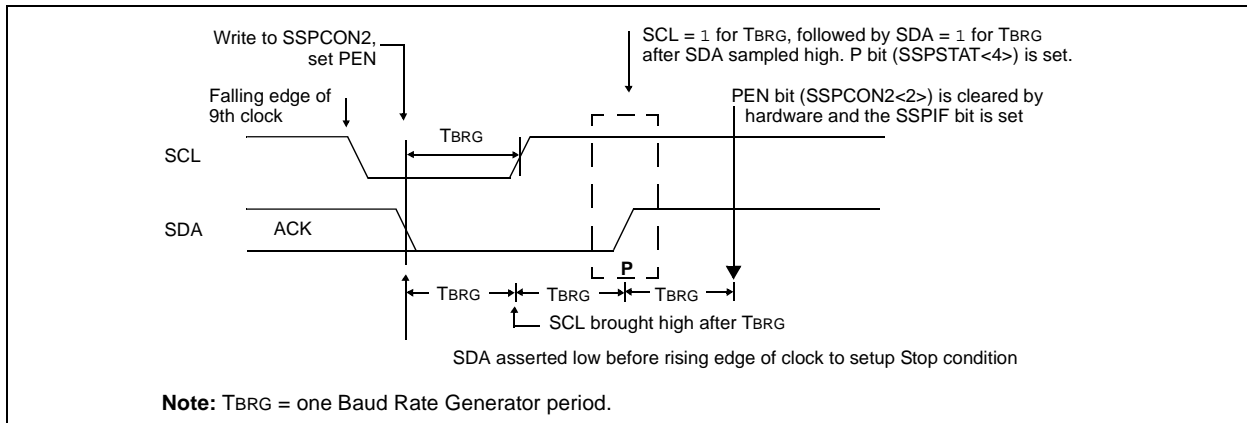 Write to SSPCON2,
set PEN
SCL = 1 for TBRG, followed by SDA = 1 for TBRG
after SDA sampled high. P bit (SSPSTAT<4>) is set.
Falling edge of
9th clock
PEN bit (SSPCON2<2>) is cleared by
hardware and the SSPIF bit is set
TBRG
SCL
SDA
ACK
P
TBRG
TBRG
TBRG
SCL brought high after TBRG
SDA asserted low before rising edge of clock to setup Stop condition
Note: TBRG = one Baud Rate Generator period.